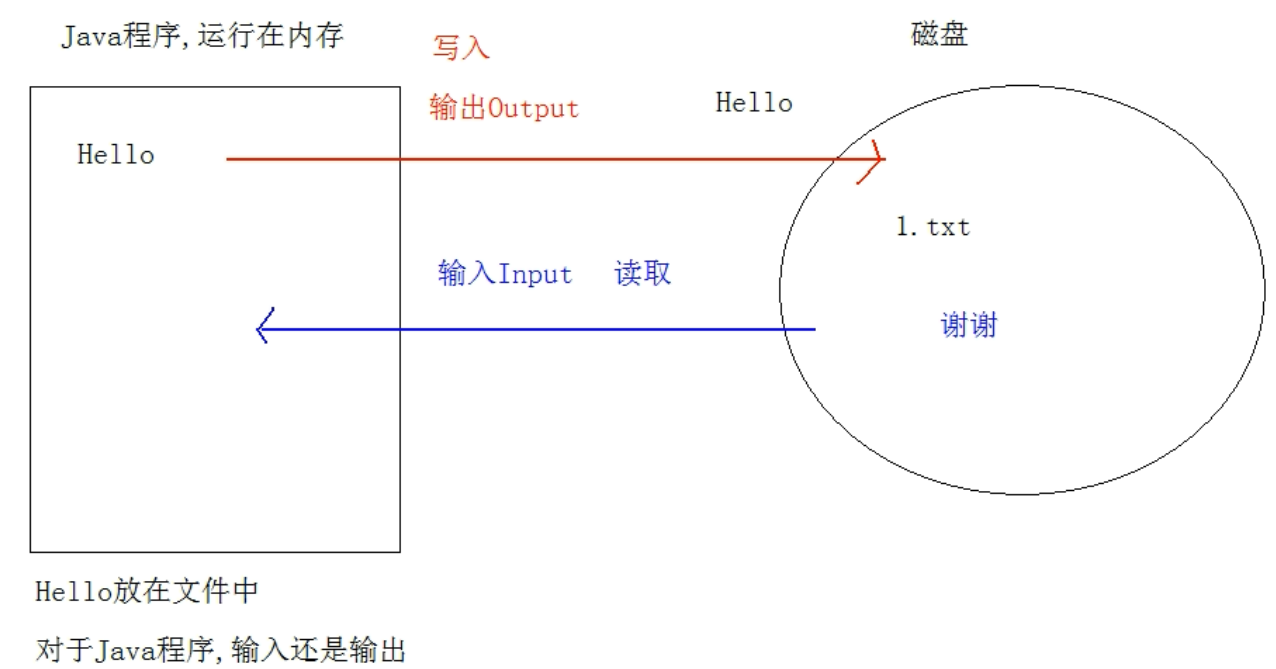 Java程序,运行在内存
写入
磁盘
输出Output
Hello
Hello
1.txt
输入Input 读取
谢谢
Hello放在文件中
对于Java程序,输入还是输出